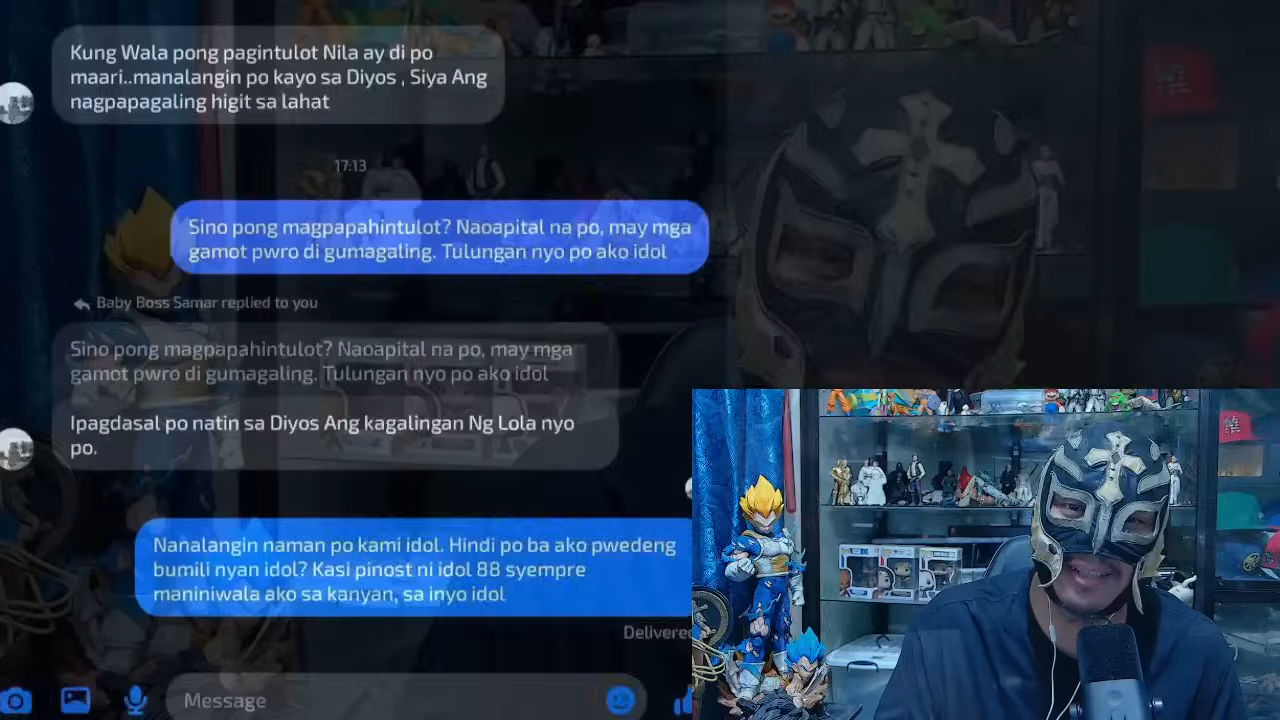 Kung Wala pong pagintulot Nila ay di po
maari..manalangin po kayo sa Diyos , Siya Ang
nagpapagaling higit sa lahat
17:13
Sino pong magpapahintulot? Naoapital na po, may mga
gamot pwro di gumagaling. Tulungan nyo po ako idol
Baby Boss Samar replied to you
Sino pong magpapahintulot? Naoapital na po, may mga
gamot pwro di gumagaling. Tulungan nyo po ako idol
Ipagdasal po natin sa Diyos Ang kagalingan Ng Lola nyo
po.
Nanalangin naman po kami idol. Hindi po ba ako pwedeng
bumili nyan idol? Kasi pinost ni idol 88 syempre
maniniwala ako sa kanyan, sa inyo idol
Delivered
Message